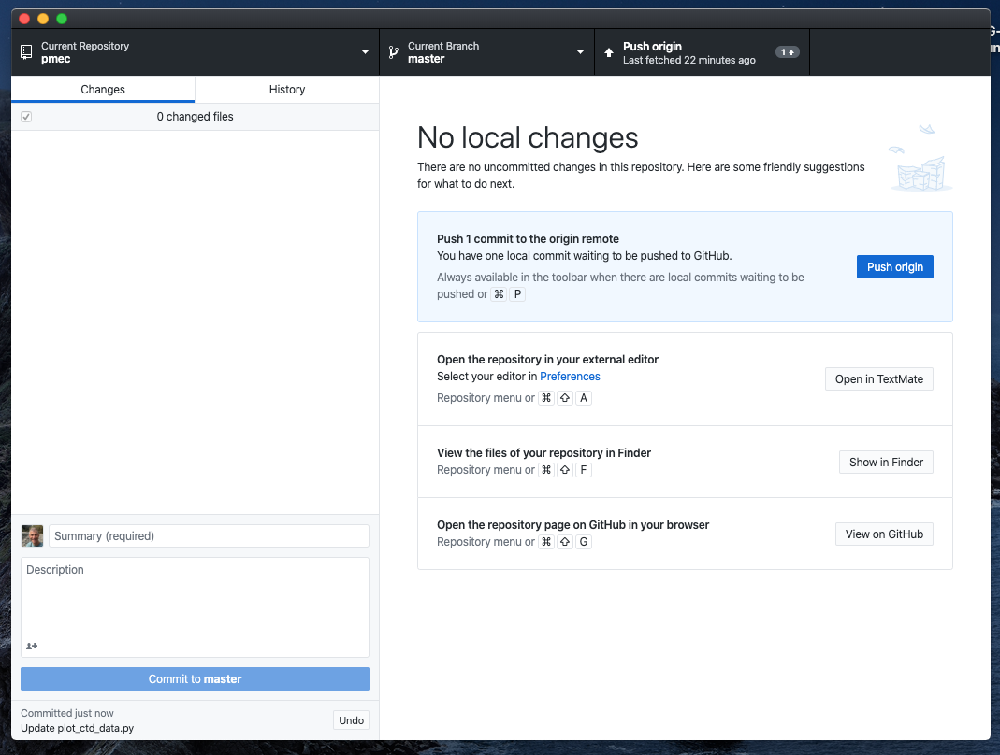 Current Repository
pmec
Current Branch
master
Push origin
Last fetched 22 minutes ago
1
Changes
History
0 changed files
No local changes
There are no uncommitted changes in this repository. Here are some friendly suggestions
for what to do next.
Push 1 commit to the origin remote
You have one local commit waiting to be pushed to GitHub.
Always available in the toolbar when there are local commits waiting to be
pushed or ⌘ P
Push origin
Open the repository in your external editor
Select your editor in Preferences
Repository menu or ⌘ ⇧ A
Open in TextMate
View the files of your repository in Finder
Repository menu or ⌘ ⇧ F
Show in Finder
Open the repository page on GitHub in your browser
Repository menu or ⌘ ⇧ G
View on GitHub
Summary (required)
Description
Commit to master
Committed just now
Update plot_ctd_data.py
Undo